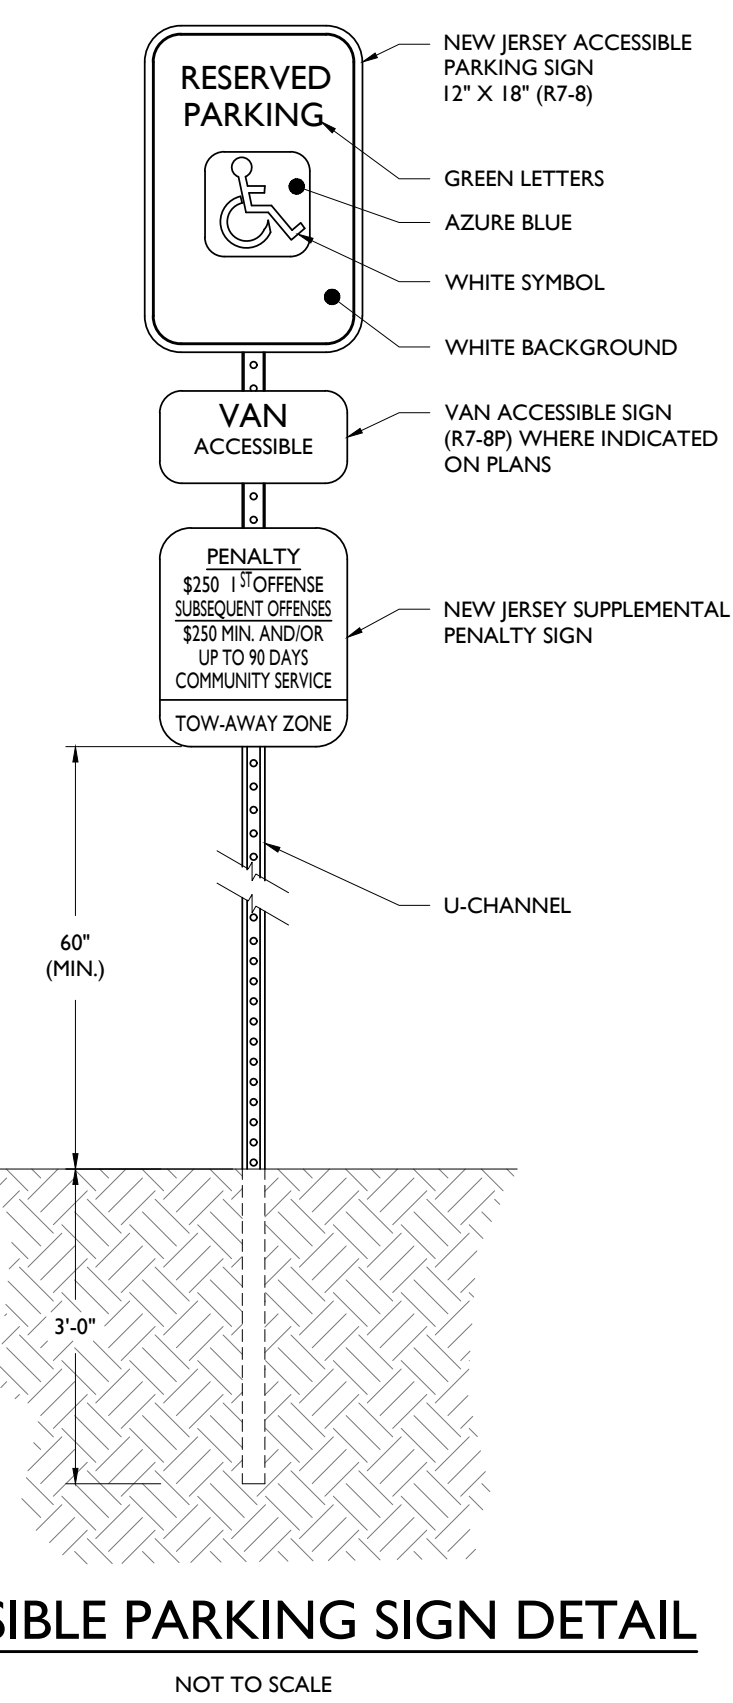 RESERVED
PARKING
NEW JERSEY ACCESSIBLE
PARKING SIGN
12" X 18" (R7-8)
GREEN LETTERS
AZURE BLUE
WHITE SYMBOL
WHITE BACKGROUND
VAN
ACCESSIBLE
VAN ACCESSIBLE SIGN
(R7-8P) WHERE INDICATED
ON PLANS
PENALTY
$250 1ST OFFENSE
SUBSEQUENT OFFENSES
$250 MIN. AND/OR
UP TO 90 DAYS
COMMUNITY SERVICE
TOW-AWAY ZONE
NEW JERSEY SUPPLEMENTAL
PENALTY SIGN
U-CHANNEL
60"
(MIN.)
3'-0"
SIBLE PARKING SIGN DETAIL
NOT TO SCALE